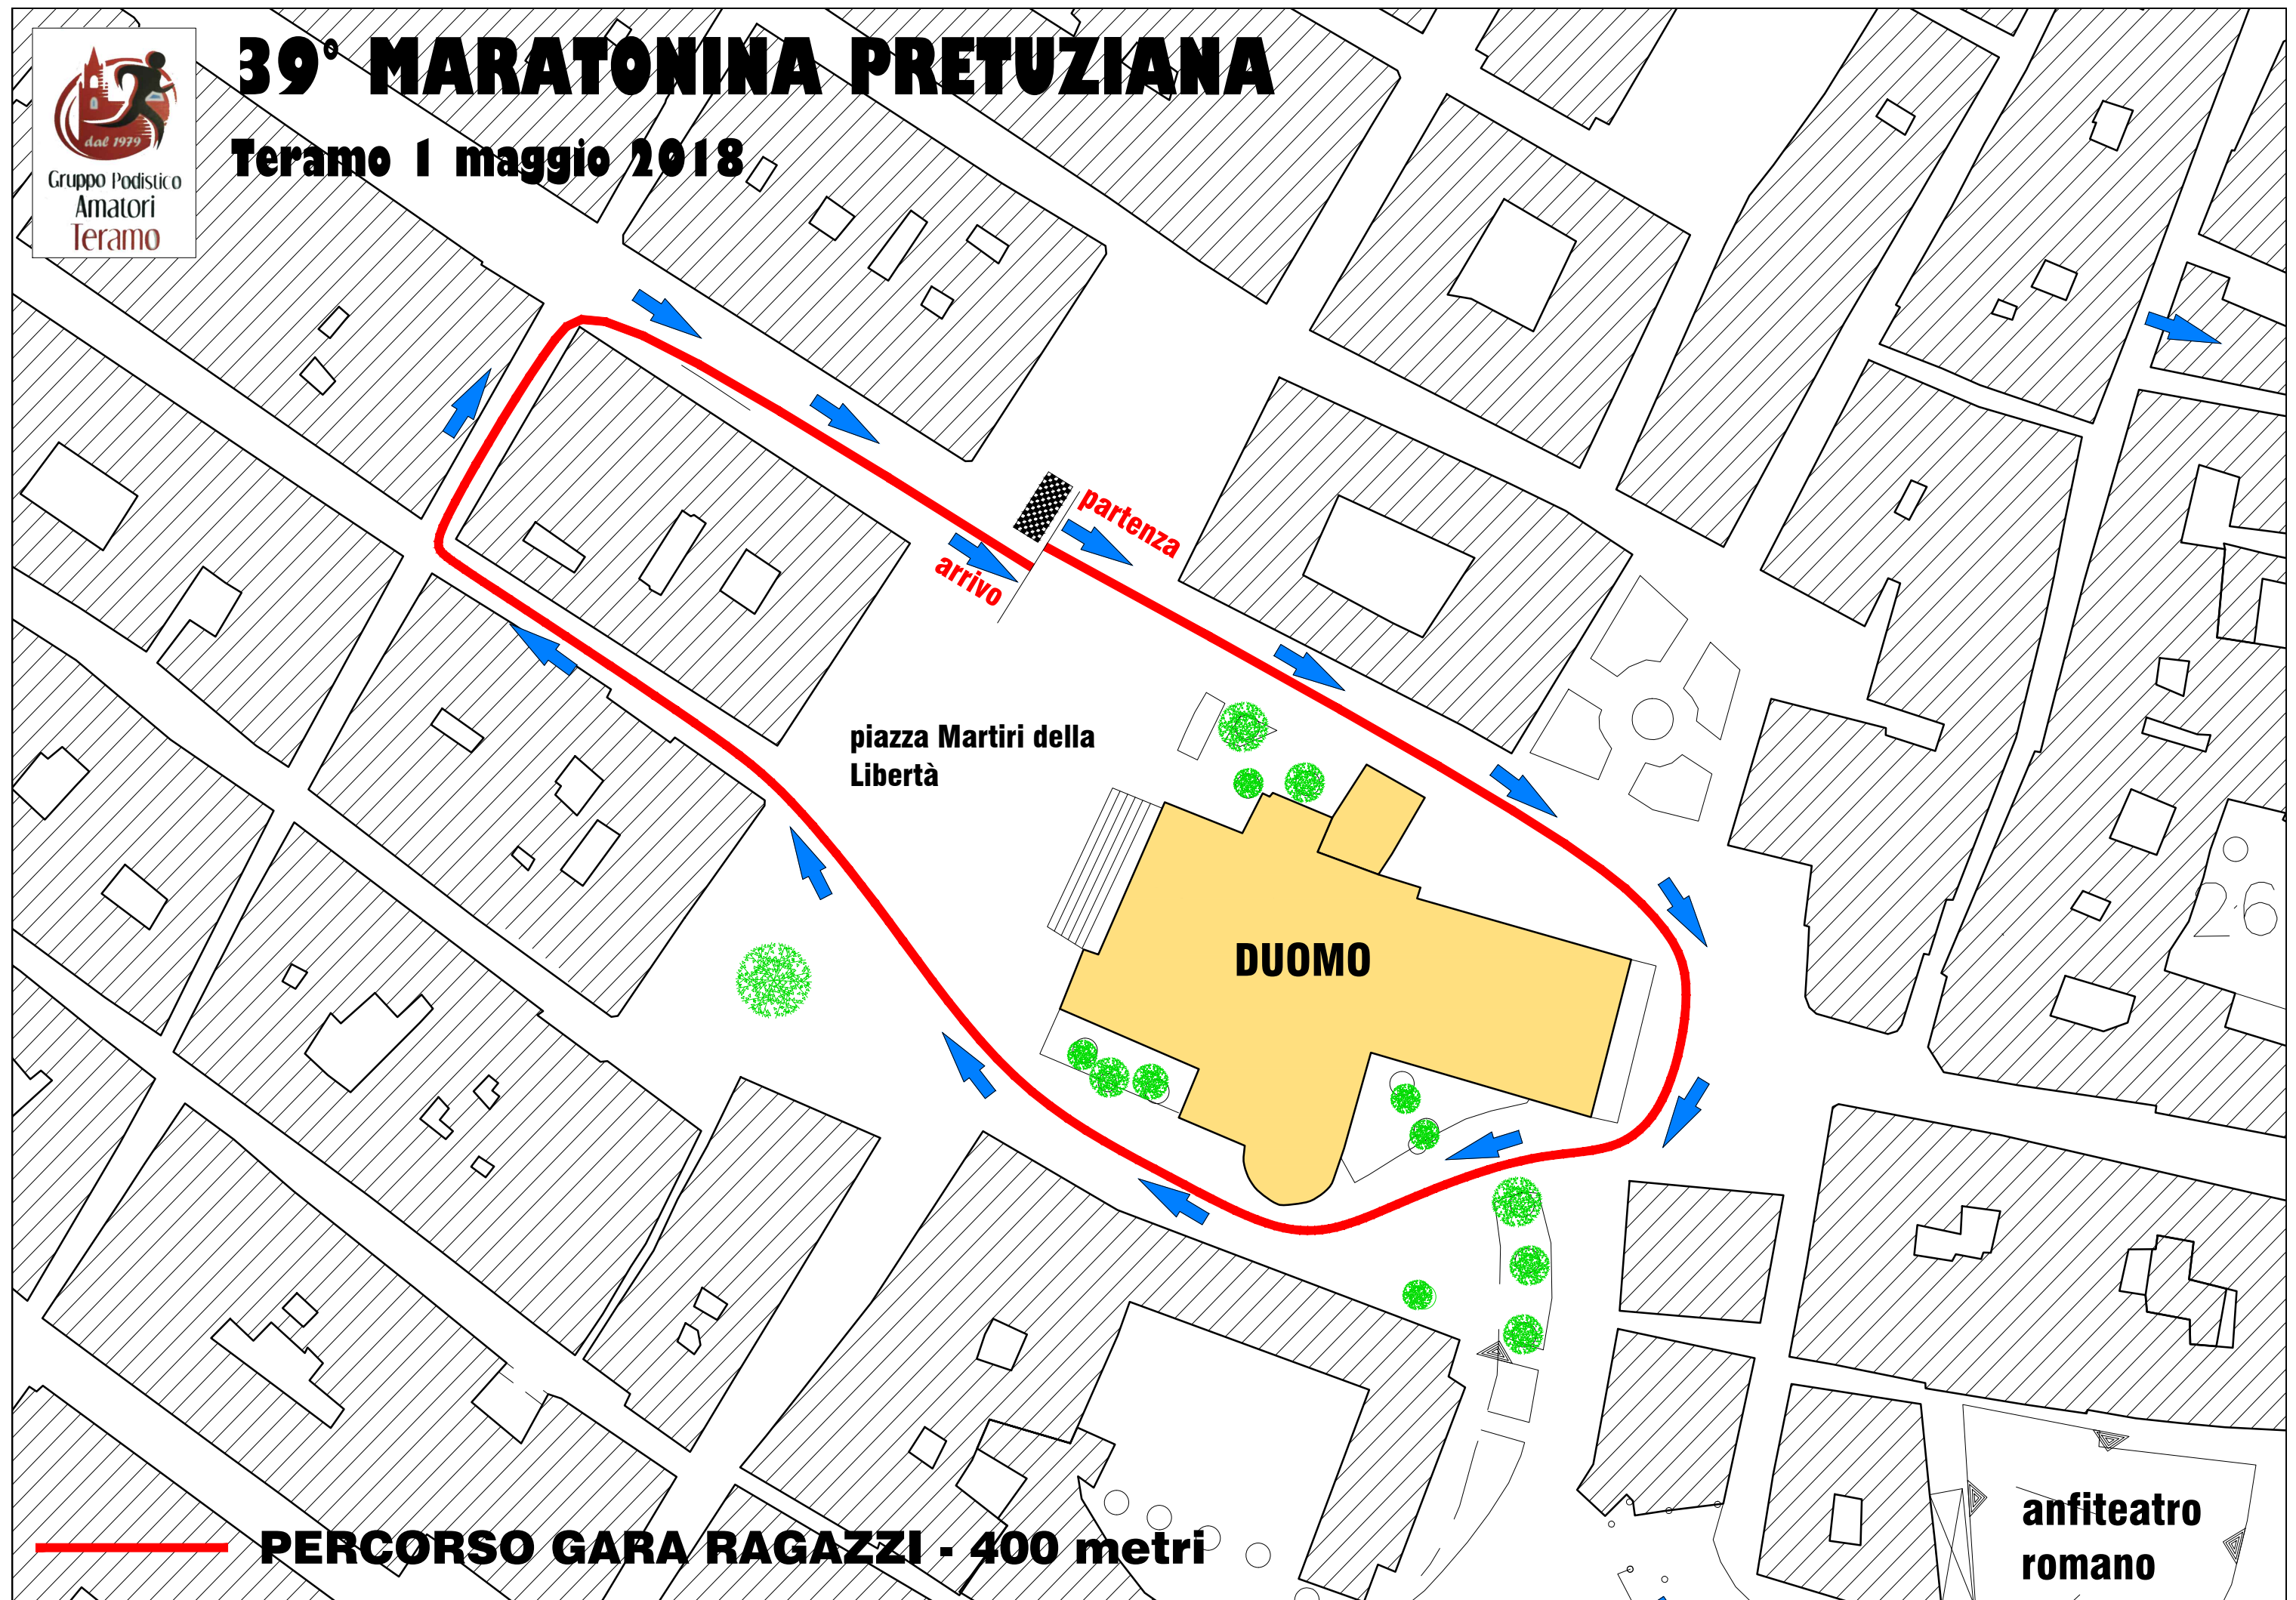 39° MARATONINA PRETUZIANA
Teramo 1 maggio 2018
dal 1979
Gruppo Podistico
Amatori
Teramo
partenza
arrivo
piazza Martiri della
Libertà
DUOMO
26
anfiteatro
romano
PERCORSO GARA RAGAZZI - 400 metri